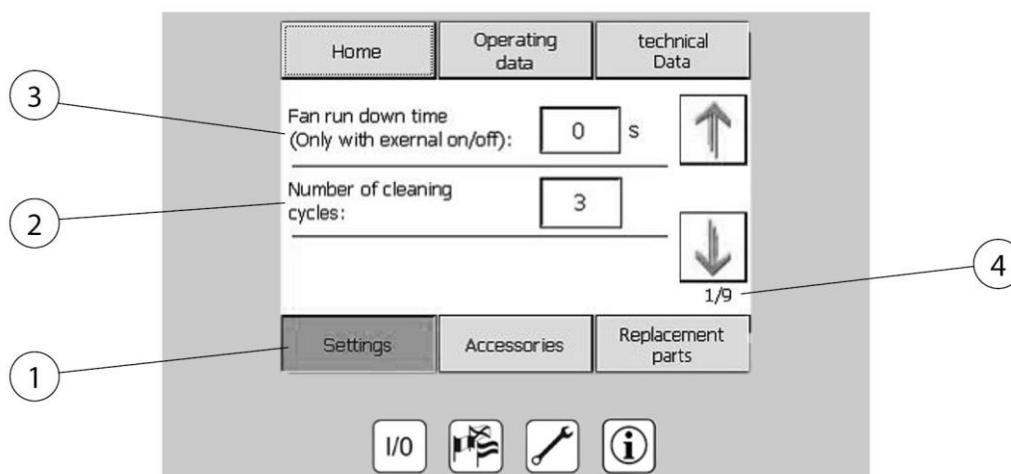 Home
Operating
data
technical
Data
3
Fan run down time
(Only with exernal on/off):
0
s
2
Number of cleaning
cycles:
3
4
1/9
1
Settings
Accessories
Replacement
parts
I/0
i